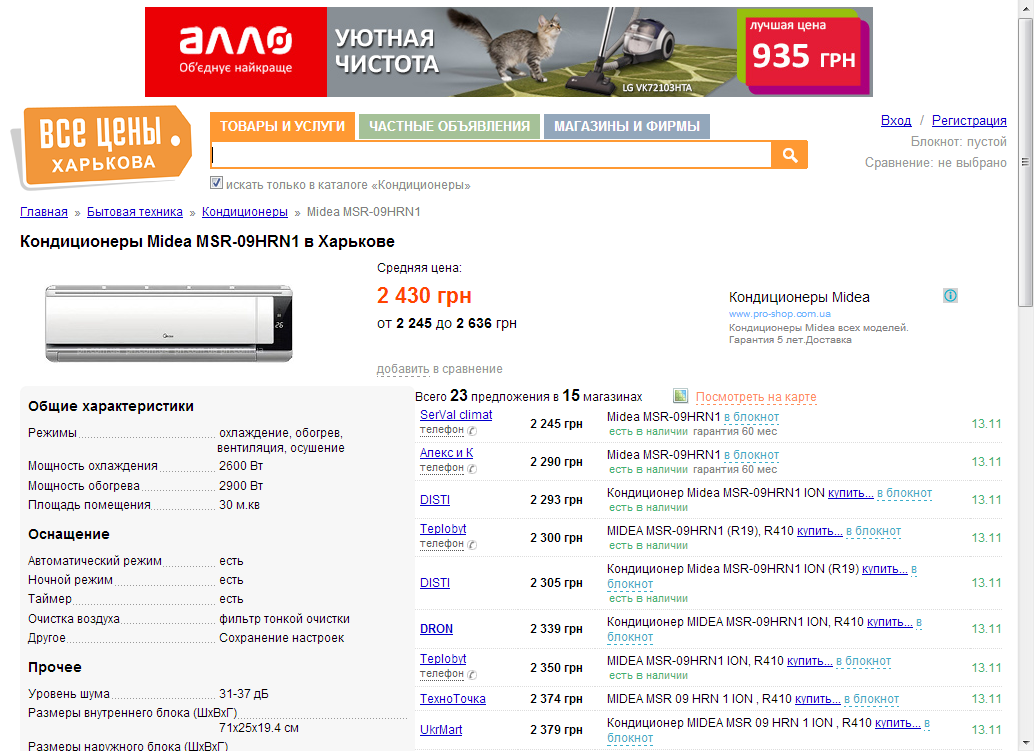 алло
Об'єднує найкраще
УЮТНАЯ
ЧИСТОТА
LG VK72103HTA
лучшая цена
935 ГРН
ВСЕ ЦЕНЫ
ХАРЬКОВА
ТОВАРЫ И УСЛУГИ
ЧАСТНЫЕ ОБЪЯВЛЕНИЯ
МАГАЗИНЫ И ФИРМЫ
Вход / Регистрация
Блокнот: пустой
Сравнение: не выбрано
искать только в каталоге «Кондиционеры»
Главная » Бытовая техника » Кондиционеры » Midea MSR-09HRN1
Кондиционеры Midea MSR-09HRN1 в Харькове
Средняя цена:
2 430 грн
от 2 245 до 2 636 грн
добавить в сравнение
Кондиционеры Midea
www.pro-shop.com.ua
Кондиционеры Midea всех моделей.
Гарантия 5 лет.Доставка
Общие характеристики
Режимы охлаждение, обогрев,
вентиляция, осушение
Мощность охлаждения 2600 Вт
Мощность обогрева 2900 Вт
Площадь помещения 30 м.кв
Оснащение
Автоматический режим есть
Ночной режим есть
Таймер есть
Очистка воздуха фильтр тонкой очистки
Другое Сохранение настроек
Прочее
Уровень шума 31-37 дБ
Размеры внутреннего блока (ШxВxГ)
71x25x19.4 см
Размеры наружного блока (ШxВxГ)
Всего 23 предложения в 15 магазинах
Посмотреть на карте
SerVal climat 2 245 грн Midea MSR-09HRN1 в блокнот 13.11
телефон есть в наличии гарантия 60 мес
Алекс и К 2 290 грн Midea MSR-09HRN1 в блокнот 13.11
телефон есть в наличии гарантия 60 мес
DISTI 2 293 грн Кондиционер Midea MSR-09HRN1 ION купить... в блокнот 13.11
есть в наличии
Teplobyt 2 300 грн MIDEA MSR-09HRN1 (R19), R410 купить... в блокнот 13.11
телефон есть в наличии
DISTI 2 305 грн Кондиционер Midea MSR-09HRN1 ION (R19) купить... в 13.11
блокнот
есть в наличии
DRON 2 339 грн Кондиционер MIDEA MSR-09HRN1 ION, R410 купить... в 13.11
блокнот
Teplobyt 2 350 грн MIDEA MSR-09HRN1 ION, R410 купить... в блокнот 13.11
телефон есть в наличии
ТехноТочка 2 374 грн MIDEA MSR 09 HRN 1 ION , R410 купить... в блокнот 13.11
UkrMart 2 379 грн Кондиционер MIDEA MSR 09 HRN 1 ION , R410 купить... в 13.11
блокнот